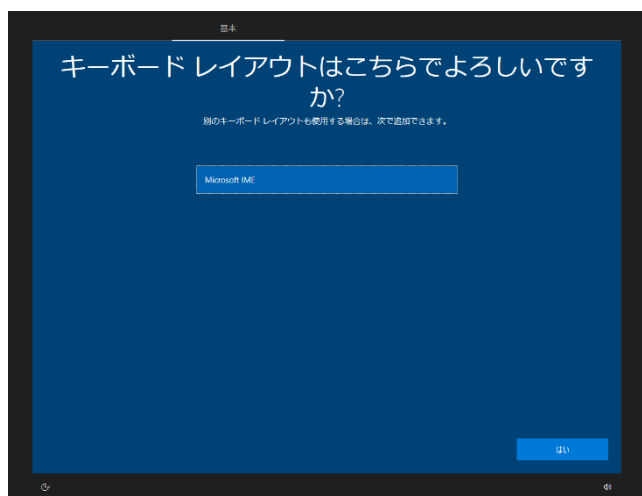 基本
キーボード レイアウトはこちらでよろしいです
か?
別のキーボード レイアウトも使用する場合は、次で追加できます。
Microsoft IME
はい